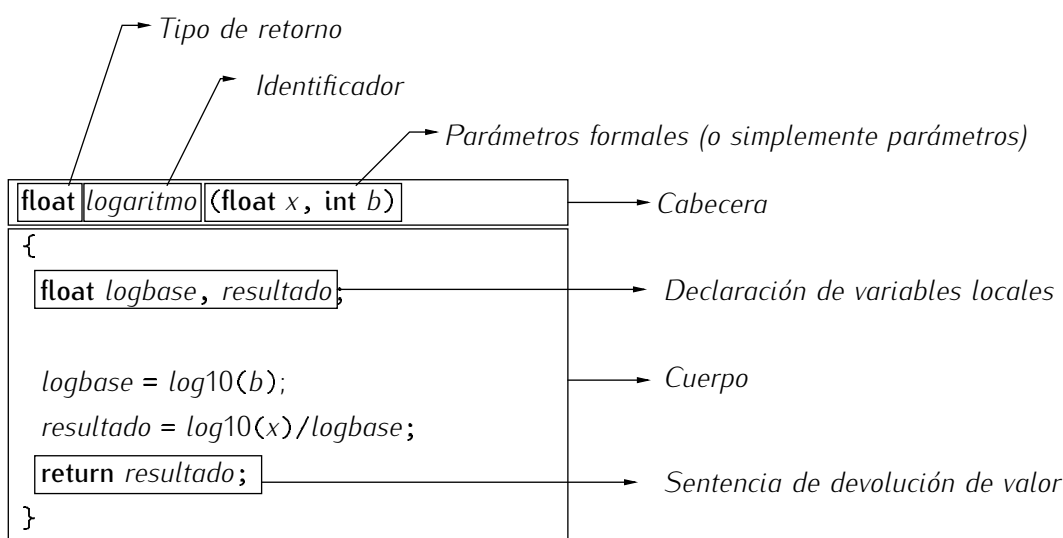 Tipo de retorno
Identificador
Parámetros formales (o simplemente parámetros)
float logaritmo (float x, int b)
Cabecera
{
float logbase, resultado;
Declaración de variables locales
logbase = log10(b);
Cuerpo
resultado = log10(x)/logbase;
return resultado;
Sentencia de devolución de valor
}